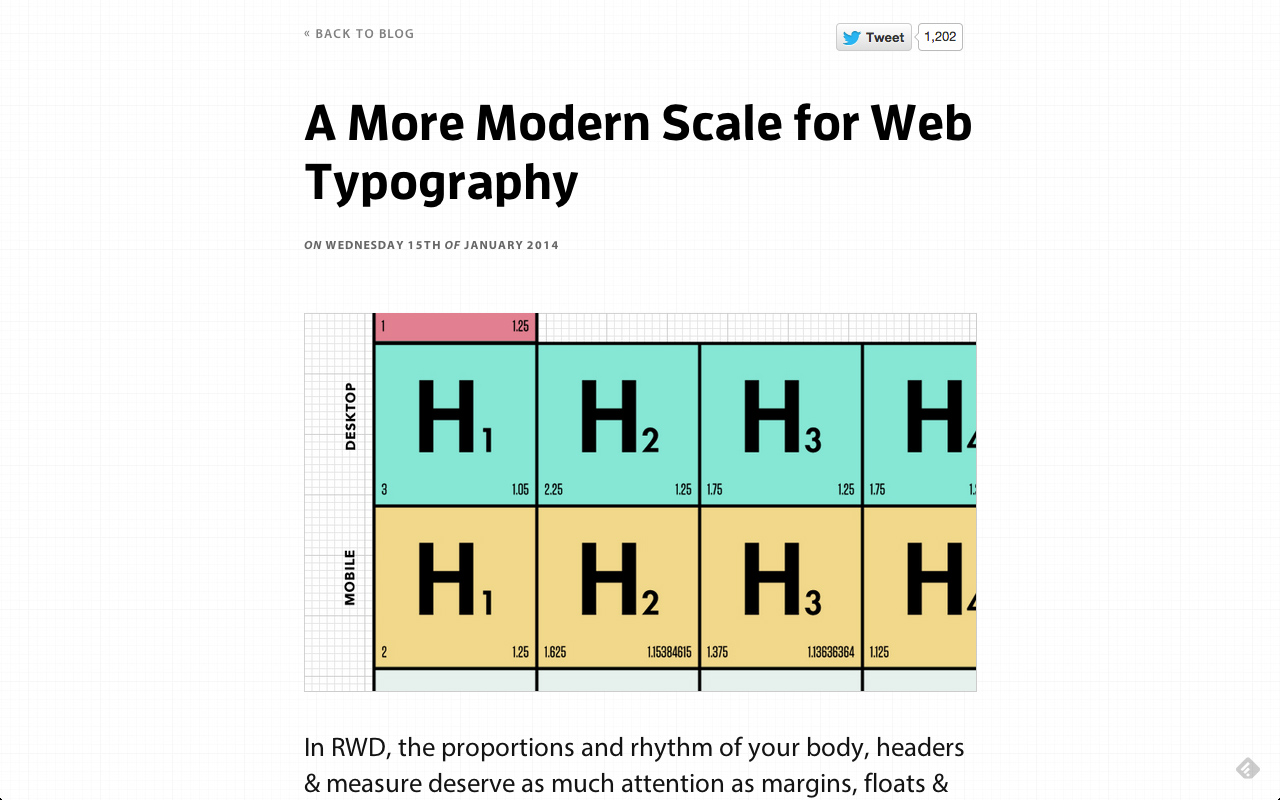 « BACK TO BLOG
Tweet 1,202
A More Modern Scale for Web
Typography
ON WEDNESDAY 15TH OF JANUARY 2014
1 1.25
DESKTOP
H1 H2 H3 H4
3 1.05 2.25 1.25 1.75 1.25 1.75
MOBILE
H1 H2 H3 H4
2 1.25 1.625 1.15384615 1.375 1.13636364 1.125
In RWD, the proportions and rhythm of your body, headers
& measure deserve as much attention as margins, floats &